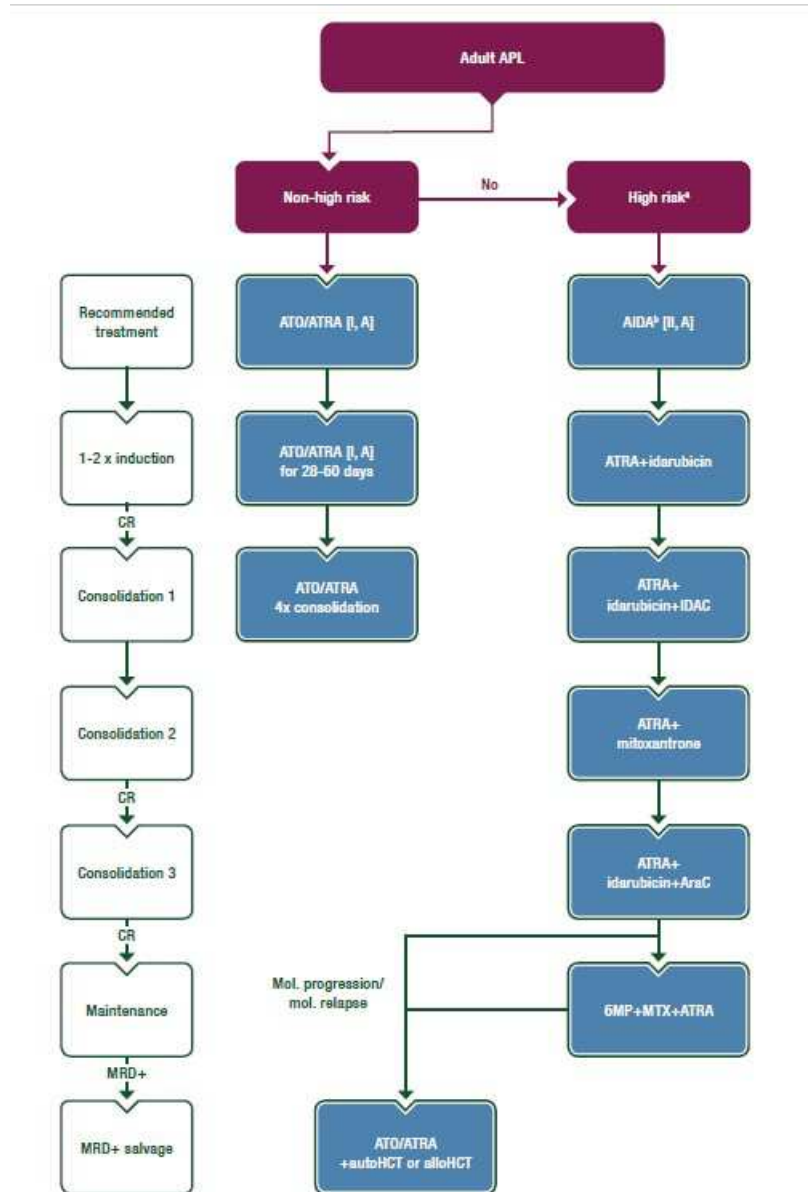 Adult APL
Non-high risk
No
High riskª
Recommended
treatment
ATO/ATRA [I, A]
AIDAᵇ [II, A]
1-2 x induction
ATO/ATRA [I, A]
for 28-60 days
ATRA+idarubicin
CR
Consolidation 1
ATO/ATRA
4x consolidation
ATRA+
idarubicin+IDAC
Consolidation 2
ATRA+
mitoxantrone
CR
Consolidation 3
ATRA+
idarubicin+AraC
CR
Mol. progression/
mol. relapse
Maintenance
6MP+MTX+ATRA
MRD+
MRD+ salvage
ATO/ATRA
+autoHCT or alloHCT